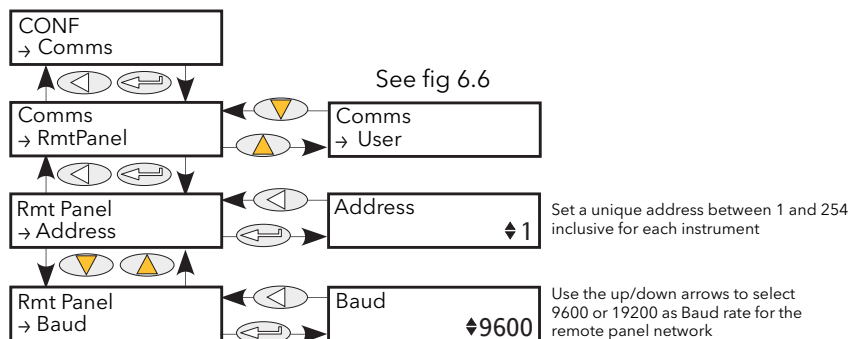 CONF
→ Comms
See fig 6.6
Comms
→ RmtPanel
Comms
→ User
Rmt Panel
→ Address
Address
1
Set a unique address between 1 and 254
inclusive for each instrument
Rmt Panel
→ Baud
Baud
9600
Use the up/down arrows to select
9600 or 19200 as Baud rate for the
remote panel network